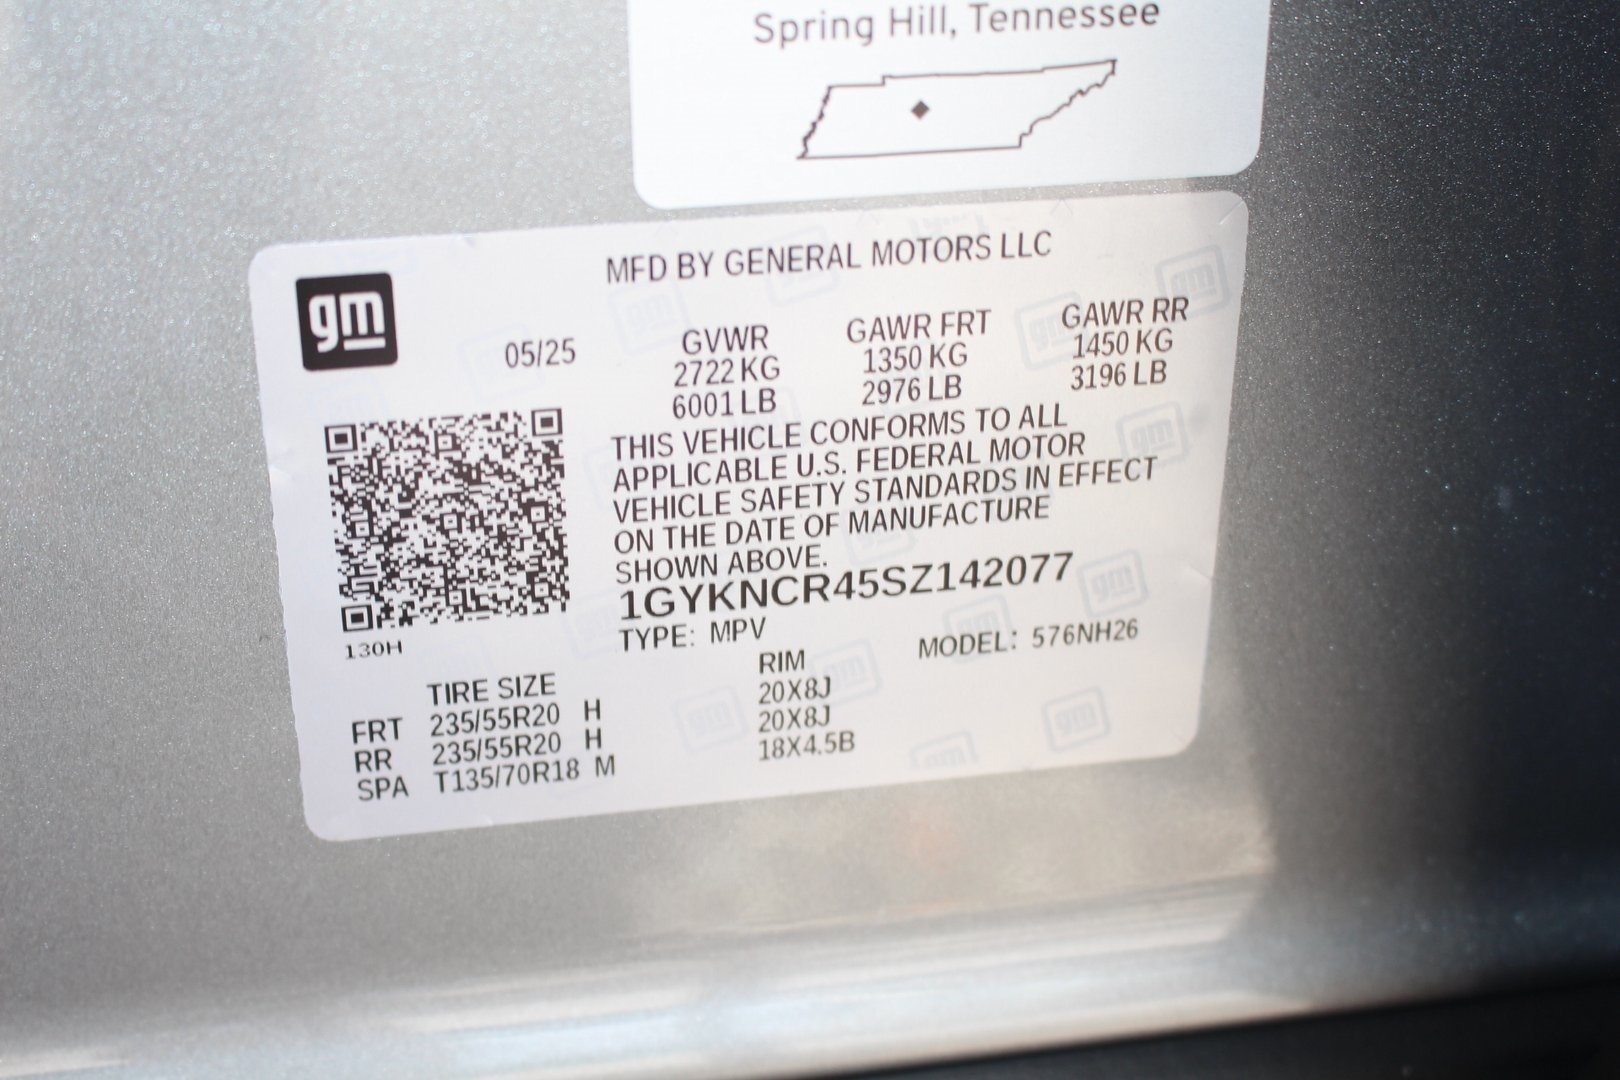 Spring Hill, Tennessee
gm
MFD BY GENERAL MOTORS LLC
05/25
GVWR
2722 KG
6001 LB
GAWR FRT
1350 KG
2976 LB
GAWR RR
1450 KG
3196 LB
THIS VEHICLE CONFORMS TO ALL
APPLICABLE U.S. FEDERAL MOTOR
VEHICLE SAFETY STANDARDS IN EFFECT
ON THE DATE OF MANUFACTURE
SHOWN ABOVE.
1GYKNCR45SZ142077
TYPE: MPV
MODEL: 576NH26
130H
TIRE SIZE RIM
FRT 235/55R20 H 20X8J
RR 235/55R20 H 20X8J
SPA T135/70R18 M 18X4.5B